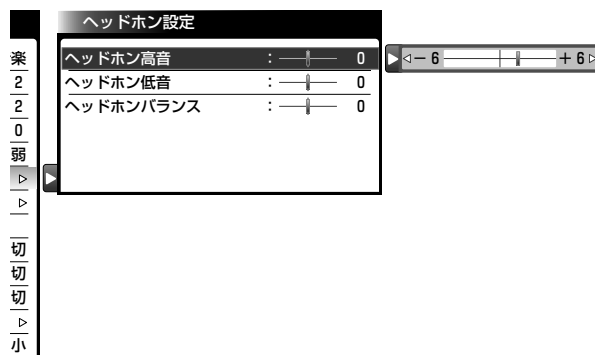 ヘッドホン設定
ヘッドホン高音 : 0
ヘッドホン低音 : 0
ヘッドホンバランス : 0
− 6 + 6
楽
2
2
0
弱
切
切
切
小